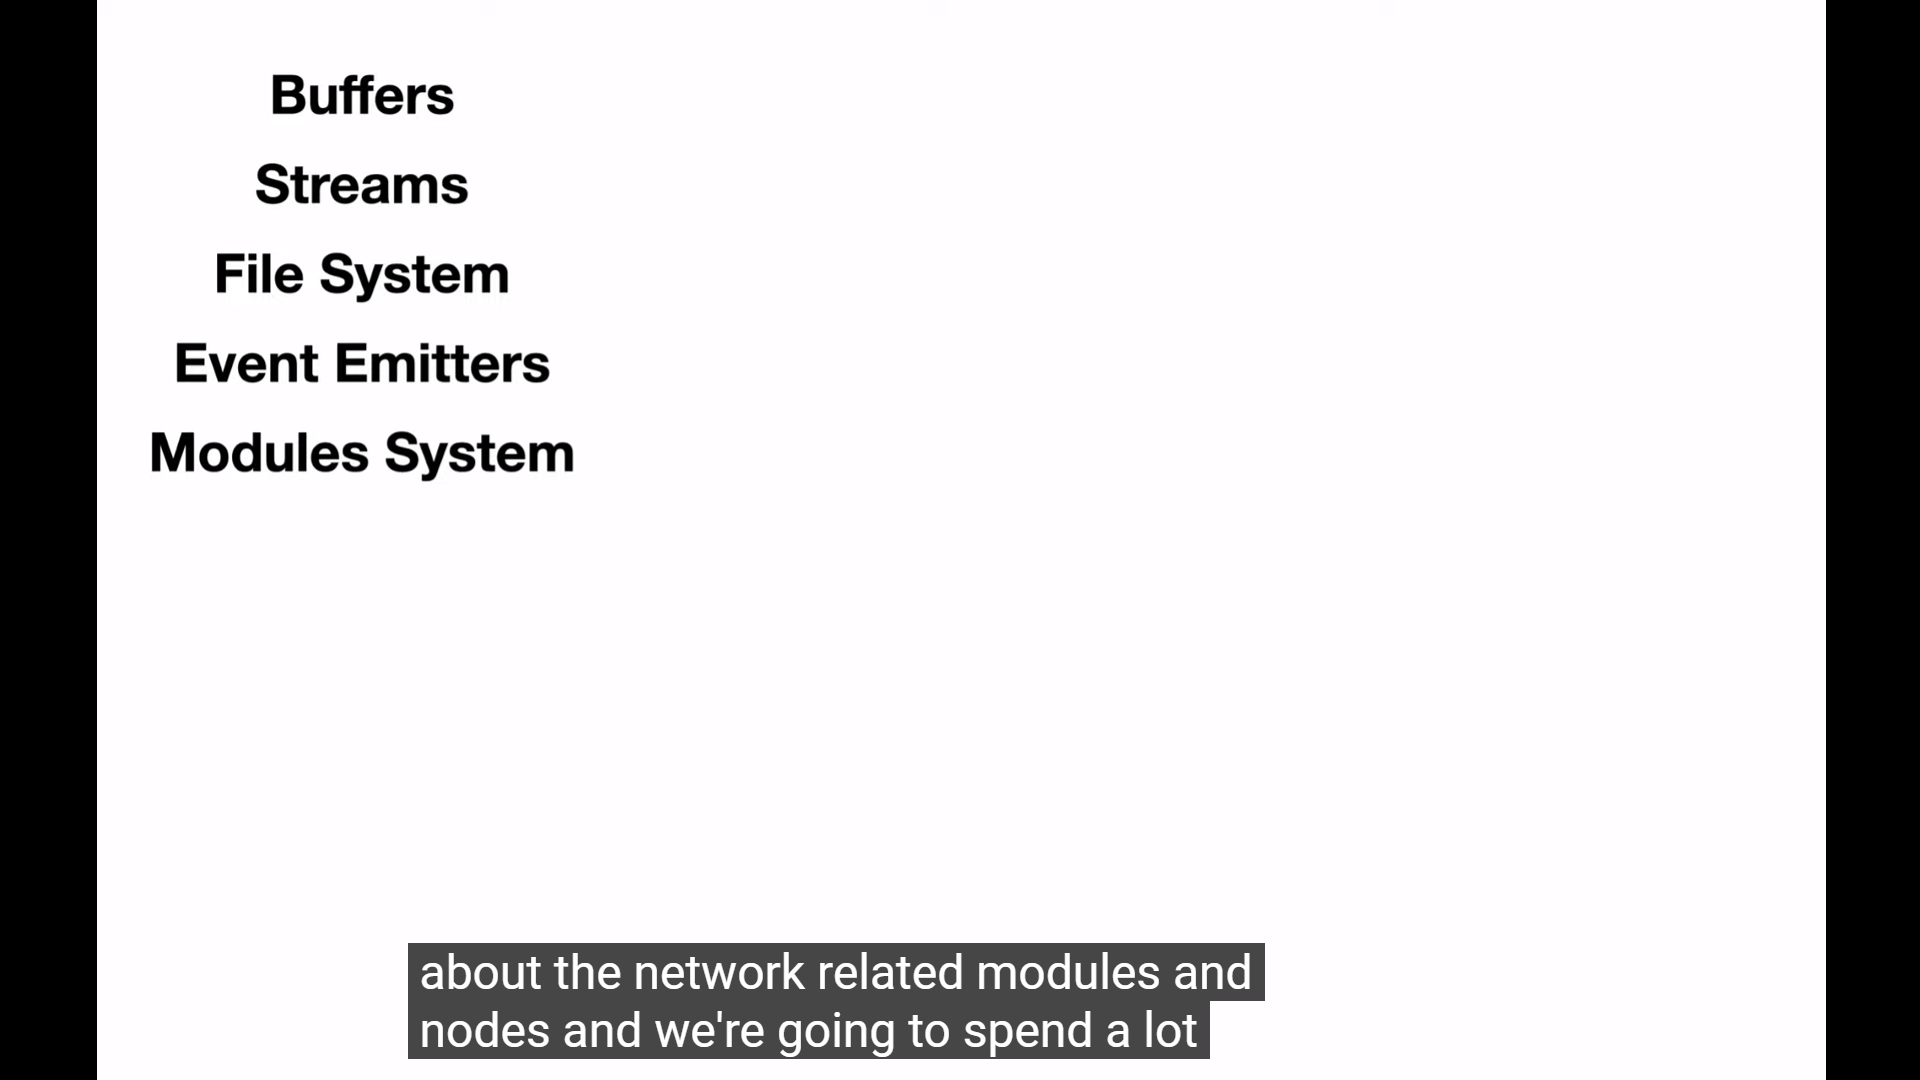 Buffers
Streams
File System
Event Emitters
Modules System
about the network related modules and
nodes and we're going to spend a lot